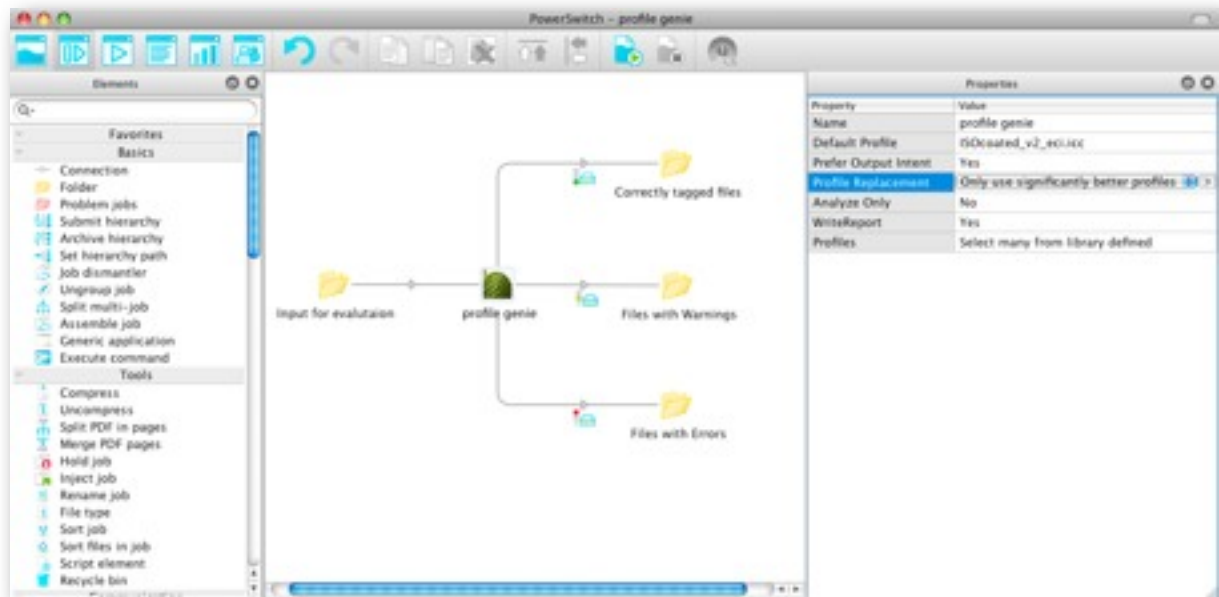 PowerSwitch - profile genie
Elements
Favorites
Basics
Connection
Folder
Problem jobs
Submit hierarchy
Archive hierarchy
Set hierarchy path
Job dismantler
Ungroup job
Split multi-job
Assemble job
Generic application
Execute command
Tools
Compress
Uncompress
Split PDF in pages
Merge PDF pages
Hold job
Inject job
Rename job
File type
Sort job
Sort files in job
Script element
Recycle bin
Communication
Correctly tagged files
Input for evalutaion
profile genie
Files with Warnings
Files with Errors
Properties
Property Value
Name profile genie
Default Profile ISOcoated_v2_eci.icc
Prefer Output Intent Yes
Profile Replacement Only use significantly better profiles
Analyze Only No
WriteReport Yes
Profiles Select many from library defined